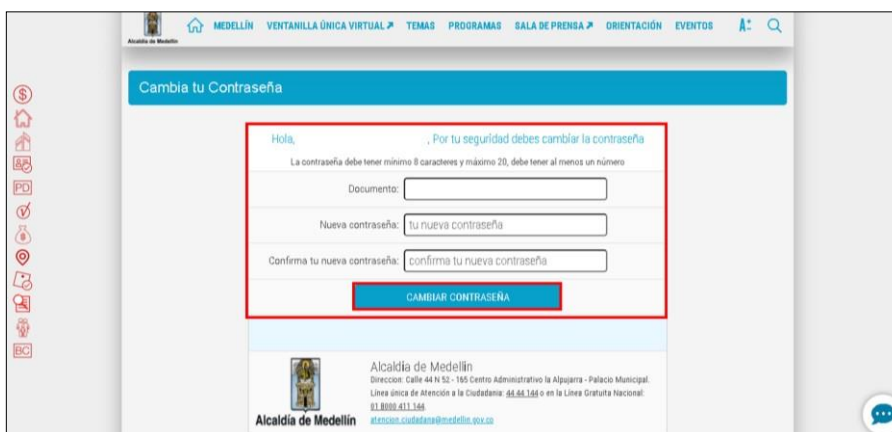 MEDELLÍN VENTANILLA ÚNICA VIRTUAL TEMAS PROGRAMAS SALA DE PRENSA ORIENTACIÓN EVENTOS A
Alcaldía de Medellín
Cambia tu Contraseña
Hola, , Por tu seguridad debes cambiar la contraseña
La contraseña debe tener mínimo 8 caracteres y máximo 20, debe tener al menos un número
Documento:
Nueva contraseña: tu nueva contraseña
Confirma tu nueva contraseña: confirma tu nueva contraseña
CAMBIAR CONTRASEÑA
PD
BC
Alcaldía de Medellín
Direccion: Calle 44 N 52 - 165 Centro Administrativo la Alpujarra - Palacio Municipal.
Línea única de Atención a la Ciudadania: 44 44 144 o en la Línea Gratuita Nacional:
01 8000 411 144.
atencion.ciudadana@medellin.gov.co
Alcaldía de Medellín